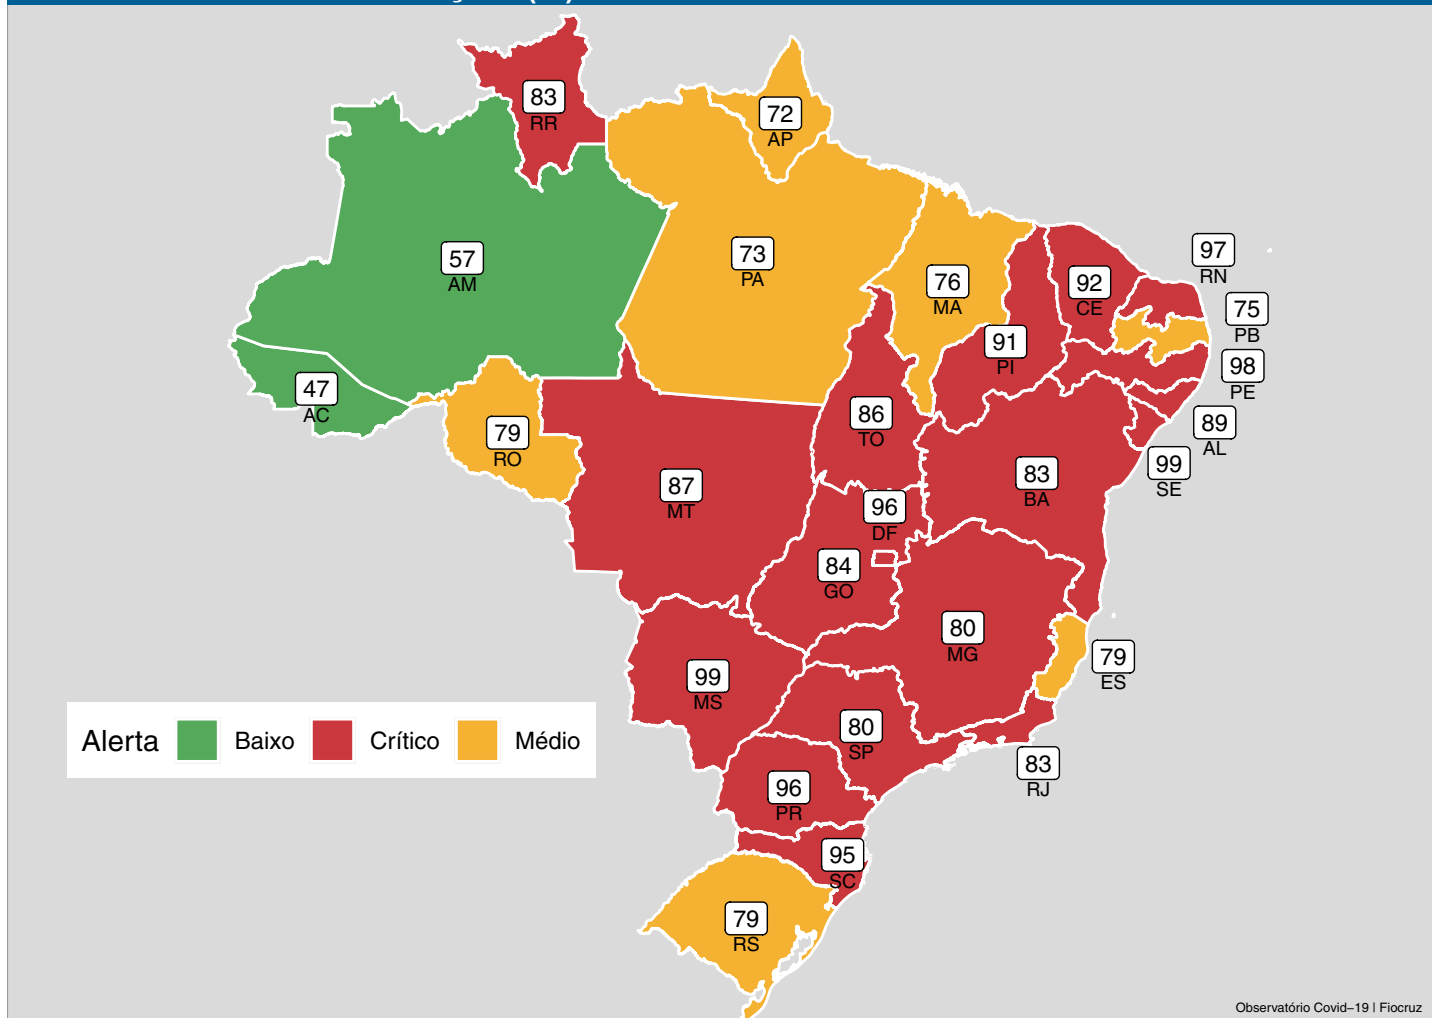 83
RR
72
AP
57
AM
73
PA
76
MA
92
CE
97
RN
75
PB
91
PI
98
PE
47
AC
86
TO
89
AL
79
RO
99
SE
87
MT
83
BA
96
DF
84
GO
80
MG
79
ES
99
MS
80
SP
83
RJ
Alerta Baixo Crítico Médio
96
PR
95
SC
79
RS
Observatório Covid−19 | Fiocruz